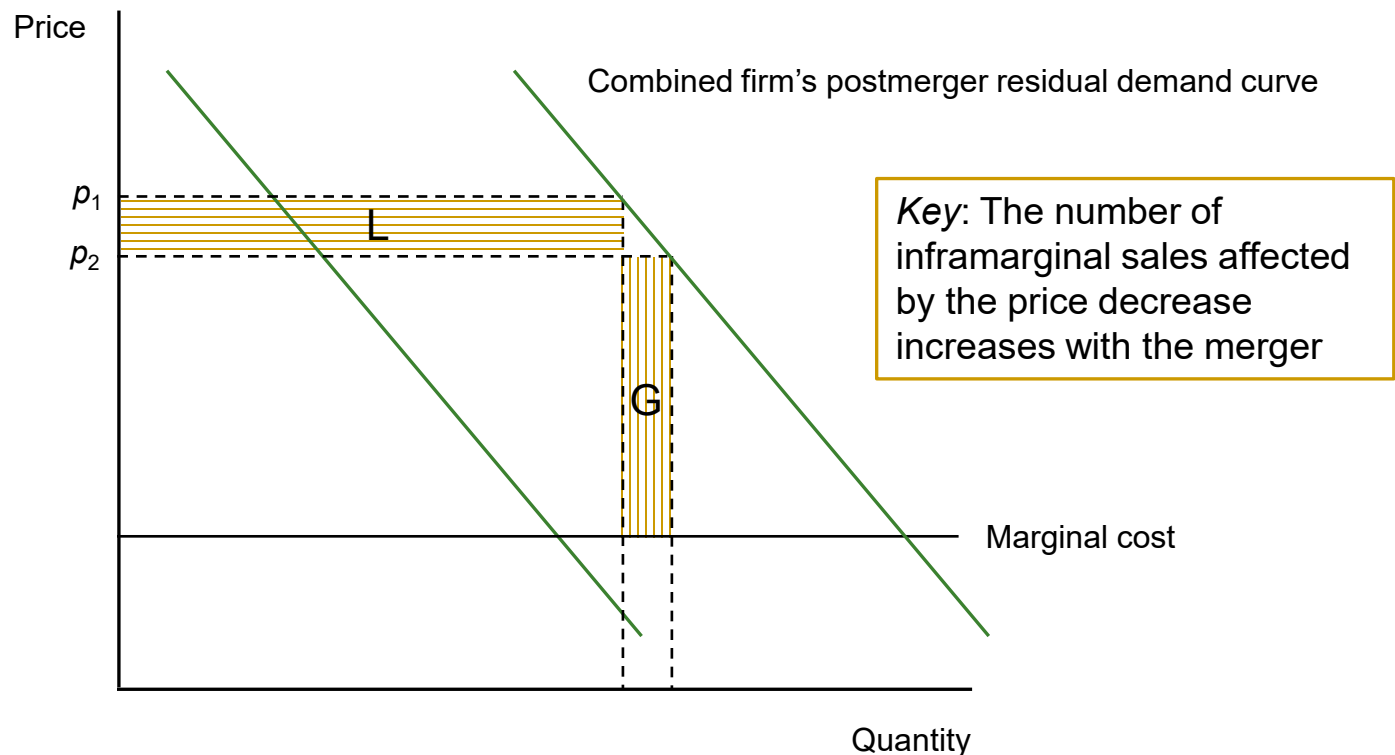 Price
Combined firm’s postmerger residual demand curve
p₁
L
p₂
Key: The number of
inframarginal sales affected
by the price decrease
increases with the merger
G
Marginal cost
Quantity